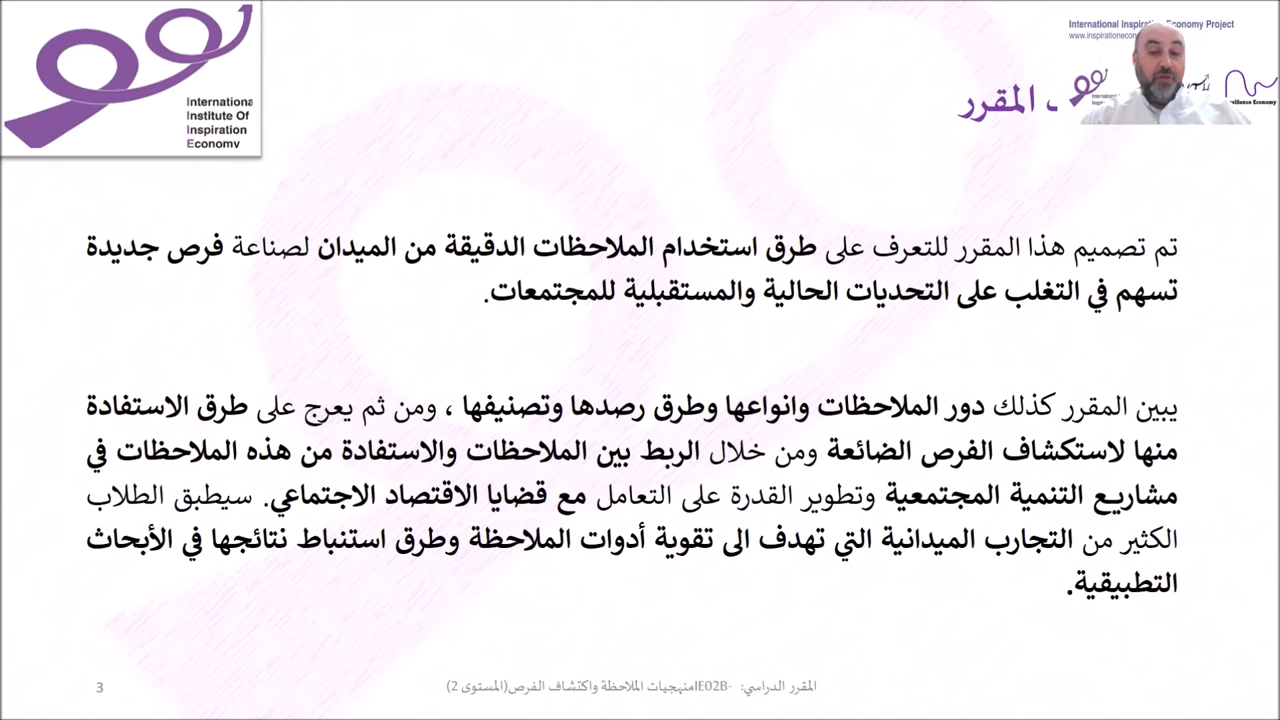 International
Institute Of
Inspiration
Economy
International Inspiration Economy Project
، المقرر
تم تصميم هذا المقرر للتعرف على طرق استخدام الملاحظات الدقيقة من الميدان لصناعة فرص جديدة
تسهم في التغلب على التحديات الحالية والمستقبلية للمجتمعات.
يبين المقرر كذلك دور الملاحظات وانواعها وطرق رصدها وتصنيفها ، ومن ثم يعرج على طرق الاستفادة
منها لاستكشاف الفرص الضائعة ومن خلال الربط بين الملاحظات والاستفادة من هذه الملاحظات في
مشاريع التنمية المجتمعية وتطوير القدرة على التعامل مع قضايا الاقتصاد الاجتماعي. سيطبق الطلاب
الكثير من التجارب الميدانية التي تهدف الى تقوية أدوات الملاحظة وطرق استنباط نتائجها في الأبحاث
التطبيقية.
المقرر الدراسي: -IE02Bمنهجيات الملاحظة واكتشاف الفرص(المستوى 2)
3